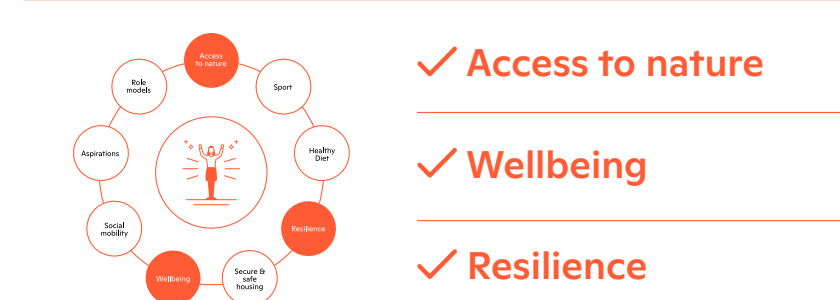 Access
to nature
Sport
Healthy
Diet
Resilience
Secure &
safe
housing
Wellbeing
Social
mobility
Aspirations
Role
models
Access to nature
Wellbeing
Resilience